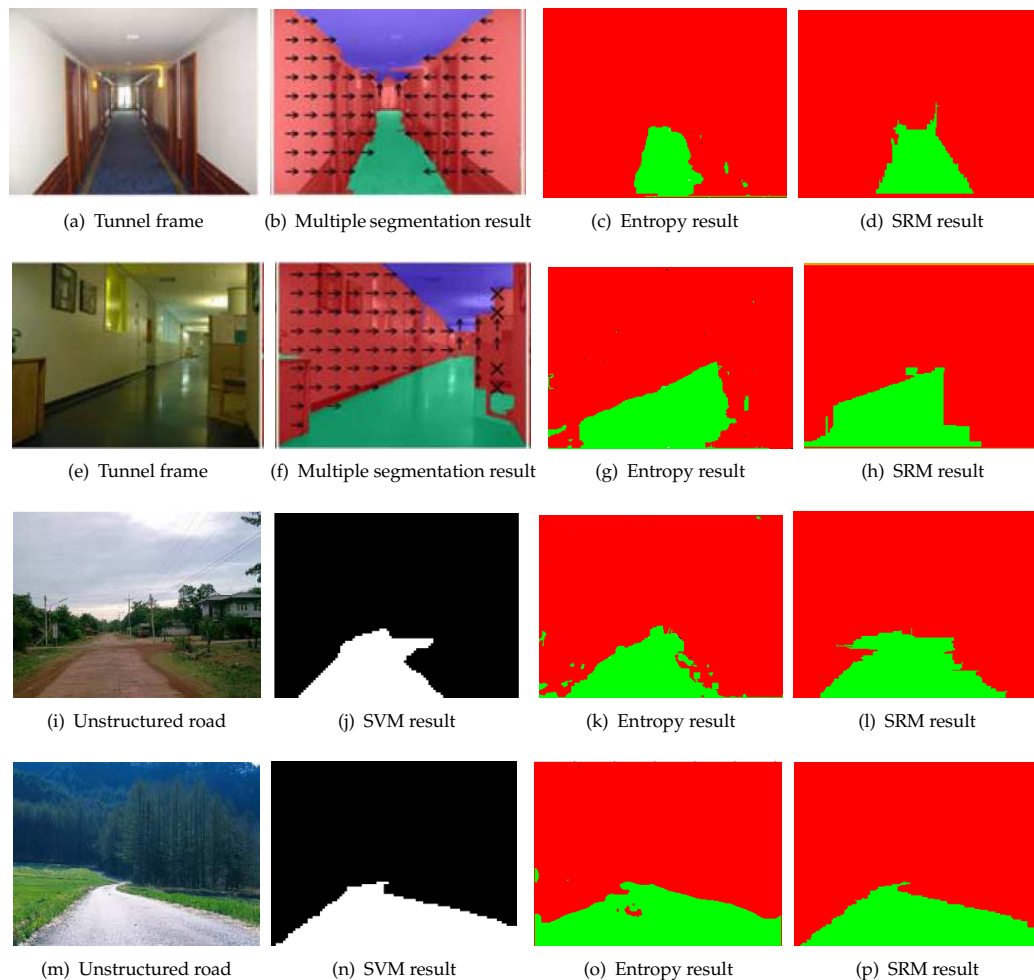 (a) Tunnel frame
(b) Multiple segmentation result
(c) Entropy result
(d) SRM result
(e) Tunnel frame
(f) Multiple segmentation result
(g) Entropy result
(h) SRM result
(i) Unstructured road
(j) SVM result
(k) Entropy result
(l) SRM result
(m) Unstructured road
(n) SVM result
(o) Entropy result
(p) SRM result